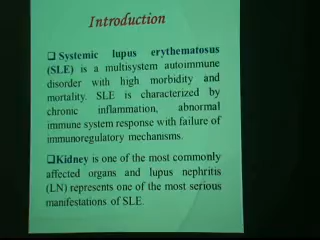 Introduction
❑ Systemic lupus erythematosus
(SLE) is a multisystem autoimmune
disorder with high morbidity and
mortality. SLE is characterized by
chronic inflammation, abnormal
immune system response with failure of
immunoregulatory mechanisms.
❑Kidney is one of the most commonly
affected organs and lupus nephritis
(LN) represents one of the most serious
manifestations of SLE.